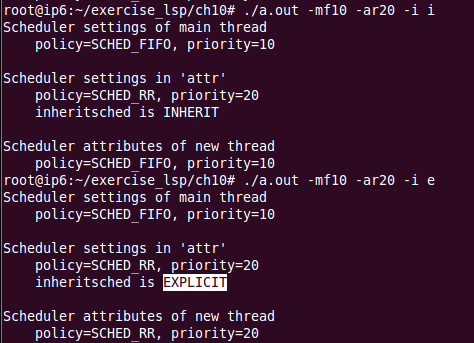 root@ip6:~/exercise_lsp/ch10# ./a.out -mf10 -ar20 -i i
Scheduler settings of main thread
    policy=SCHED_FIFO, priority=10
Scheduler settings in 'attr'
    policy=SCHED_RR, priority=20
    inheritsched is INHERIT
Scheduler attributes of new thread
    policy=SCHED_FIFO, priority=10
root@ip6:~/exercise_lsp/ch10# ./a.out -mf10 -ar20 -i e
Scheduler settings of main thread
    policy=SCHED_FIFO, priority=10
Scheduler settings in 'attr'
    policy=SCHED_RR, priority=20
    inheritsched is EXPLICIT
Scheduler attributes of new thread
    policy=SCHED_RR, priority=20